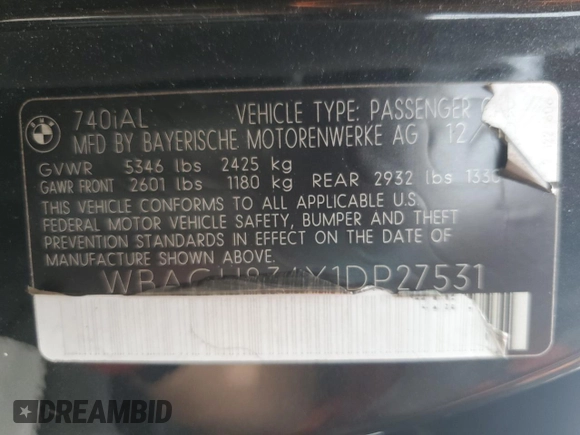 740iAL VEHICLE TYPE: PASSENGER
MFD BY BAYERISCHE MOTORENWERKE AG 12/
GVWR 5346 lbs 2425 kg
GAWR FRONT 2601 lbs 1180 kg REAR 2932 lbs
THIS VEHICLE CONFORMS TO ALL APPLICABLE U.S
FEDERAL MOTOR VEHICLE SAFETY, BUMPER AND THEFT
PREVENTION STANDARDS IN EFFECT ON THE DATE OF
MANUFACTURE SHOWN ABOVE.
DREAMBID